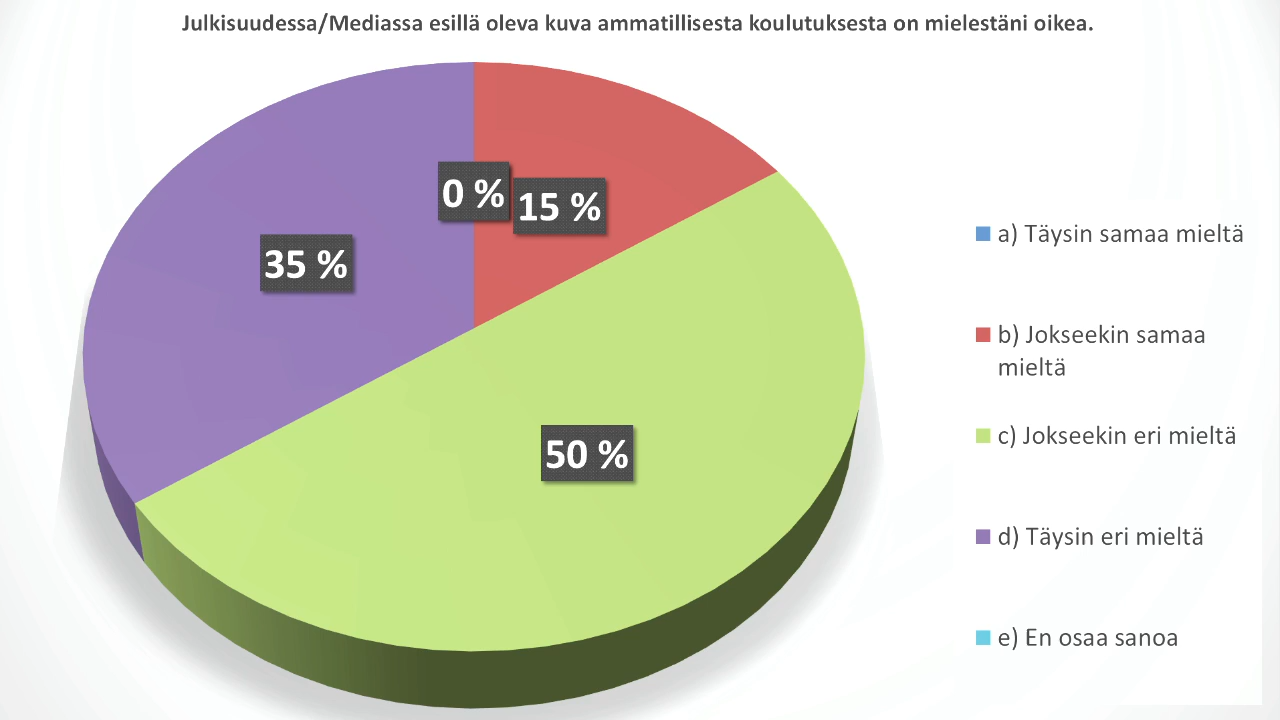 Julkisuudessa/Mediassa esillä oleva kuva ammatillisesta koulutuksesta on mielestäni oikea.
0 %
15 %
35 %
50 %
a) Täysin samaa mieltä
b) Jokseekin samaa
mieltä
c) Jokseekin eri mieltä
d) Täysin eri mieltä
e) En osaa sanoa